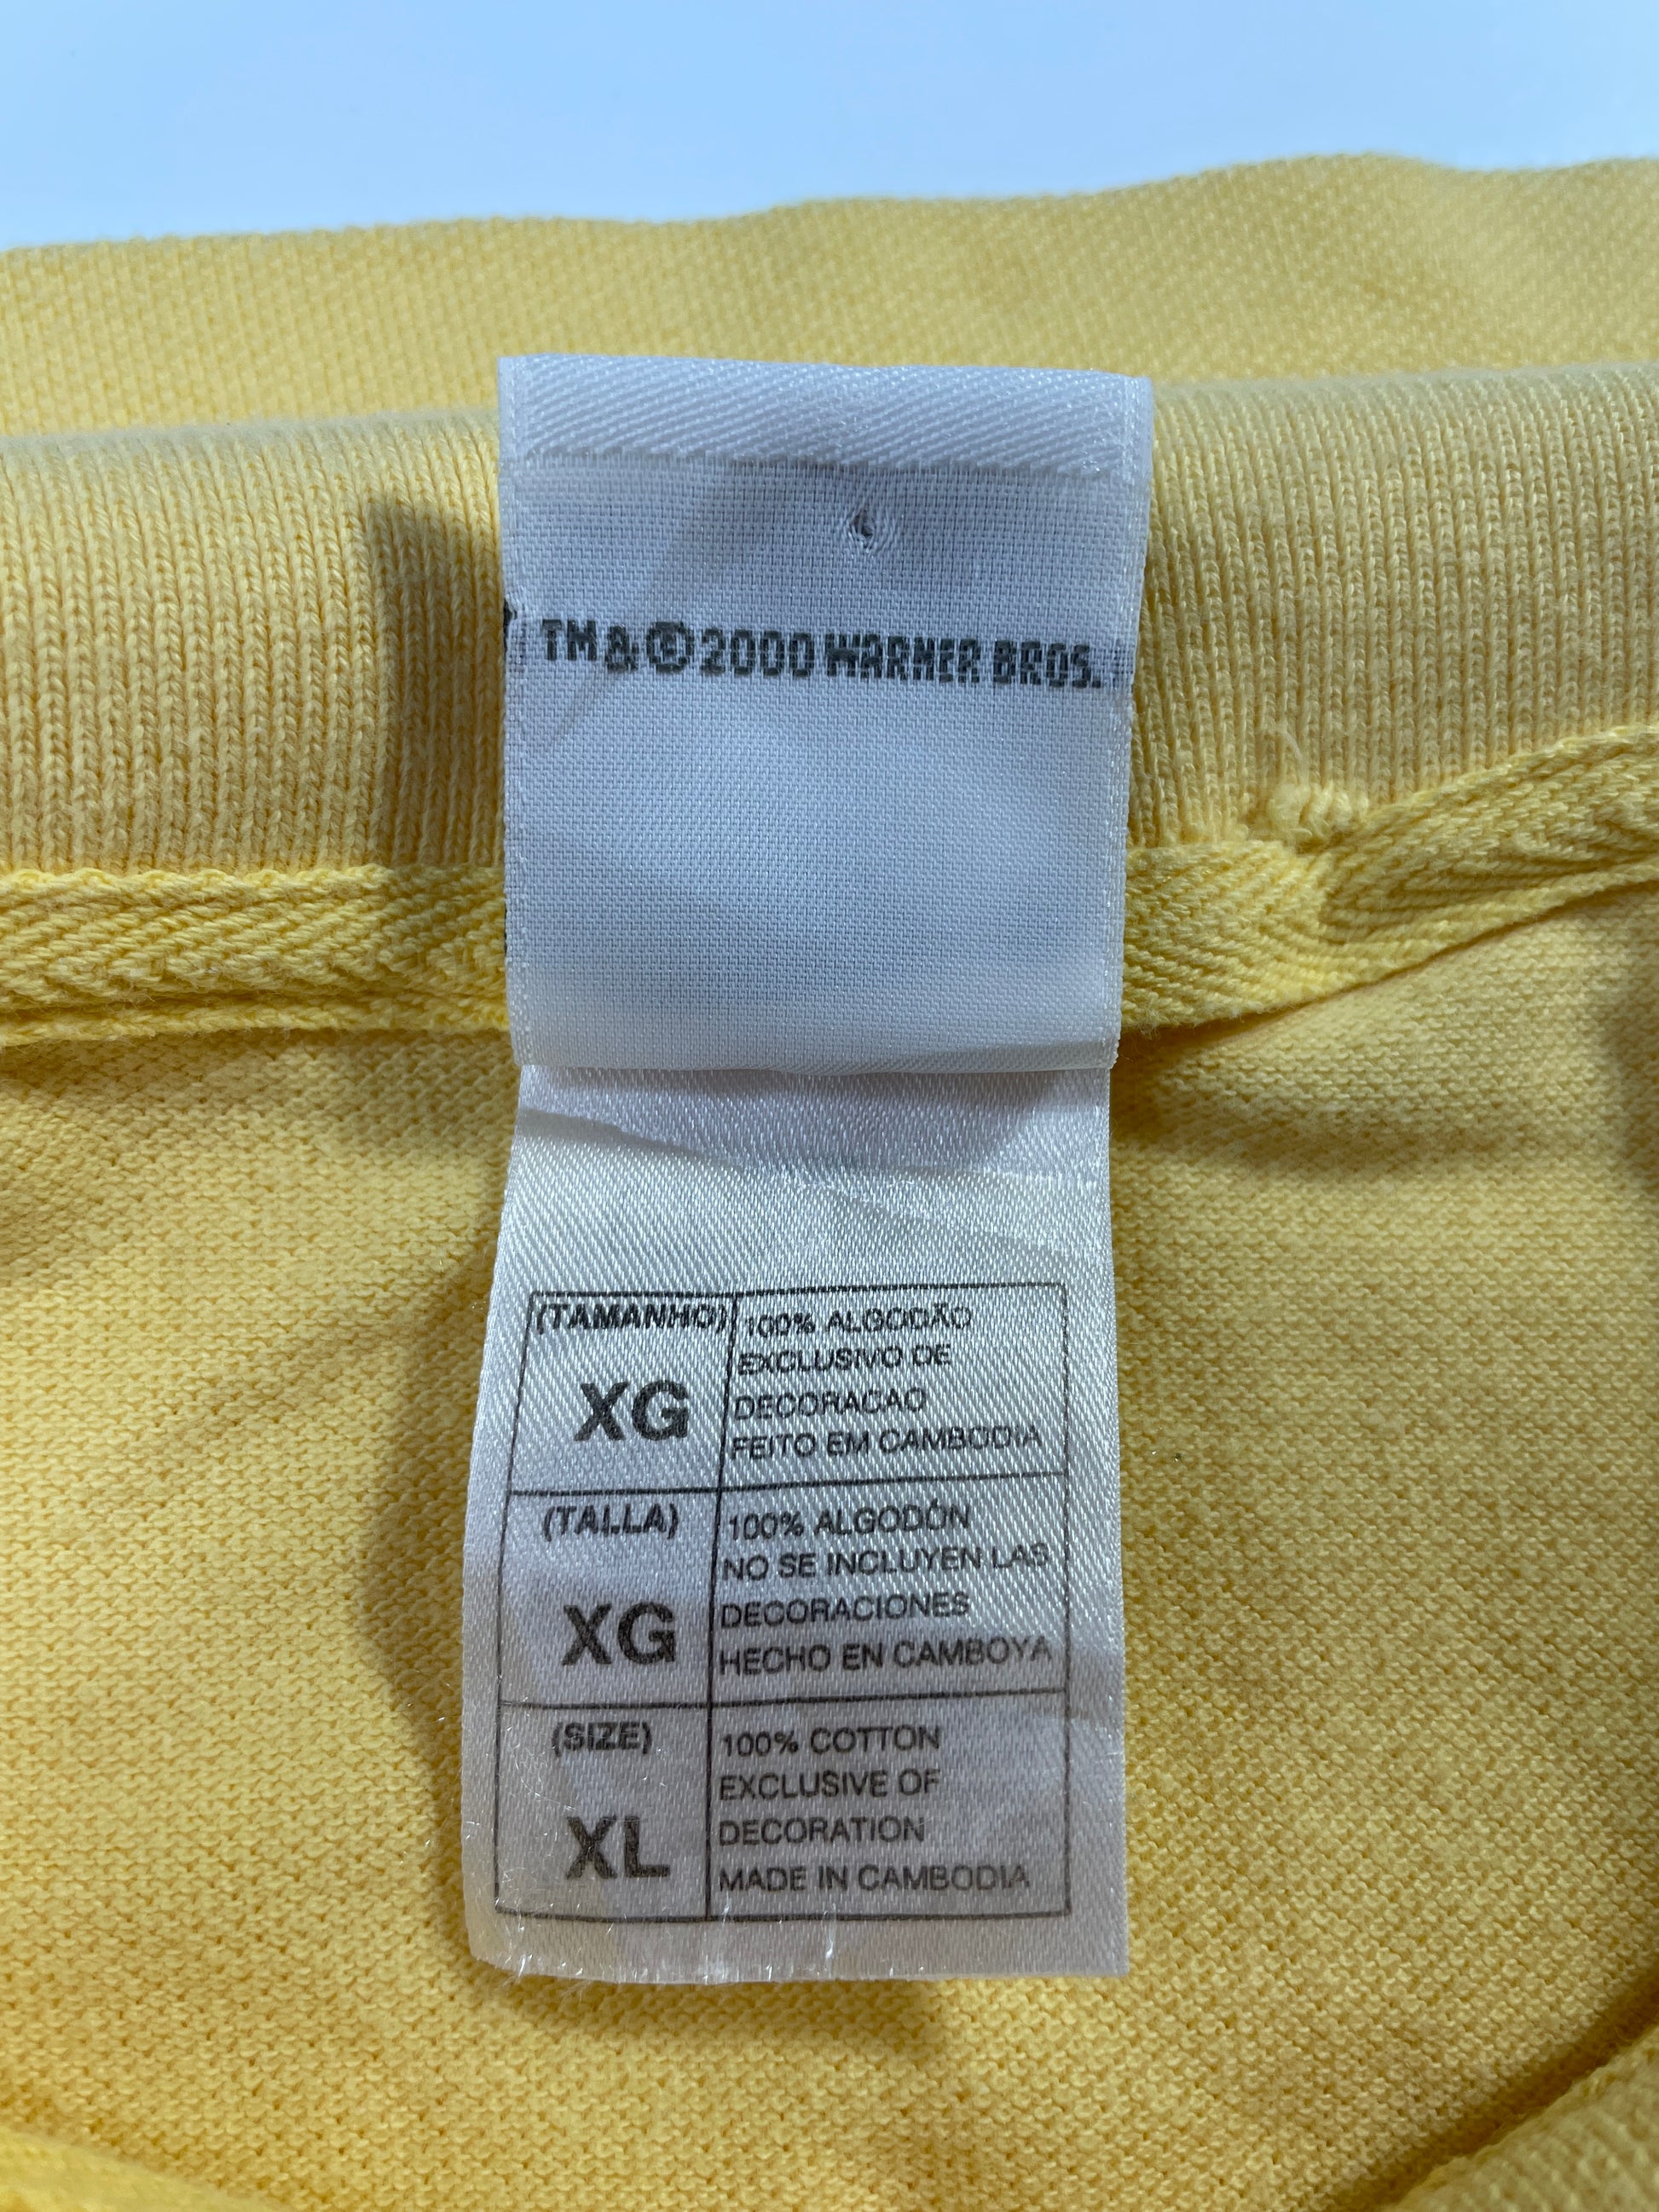 TM & © 2000 WARNER BROS.
(TAMANHO)
XG
100% ALGODÃO
EXCLUSIVO DE
DECORACAO
FEITO EM CAMBODIA
(TALLA)
XG
100% ALGODÓN
NO SE INCLUYEN LAS
DECORACIONES
HECHO EN CAMBOYA
(SIZE)
XL
100% COTTON
EXCLUSIVE OF
DECORATION
MADE IN CAMBODIA